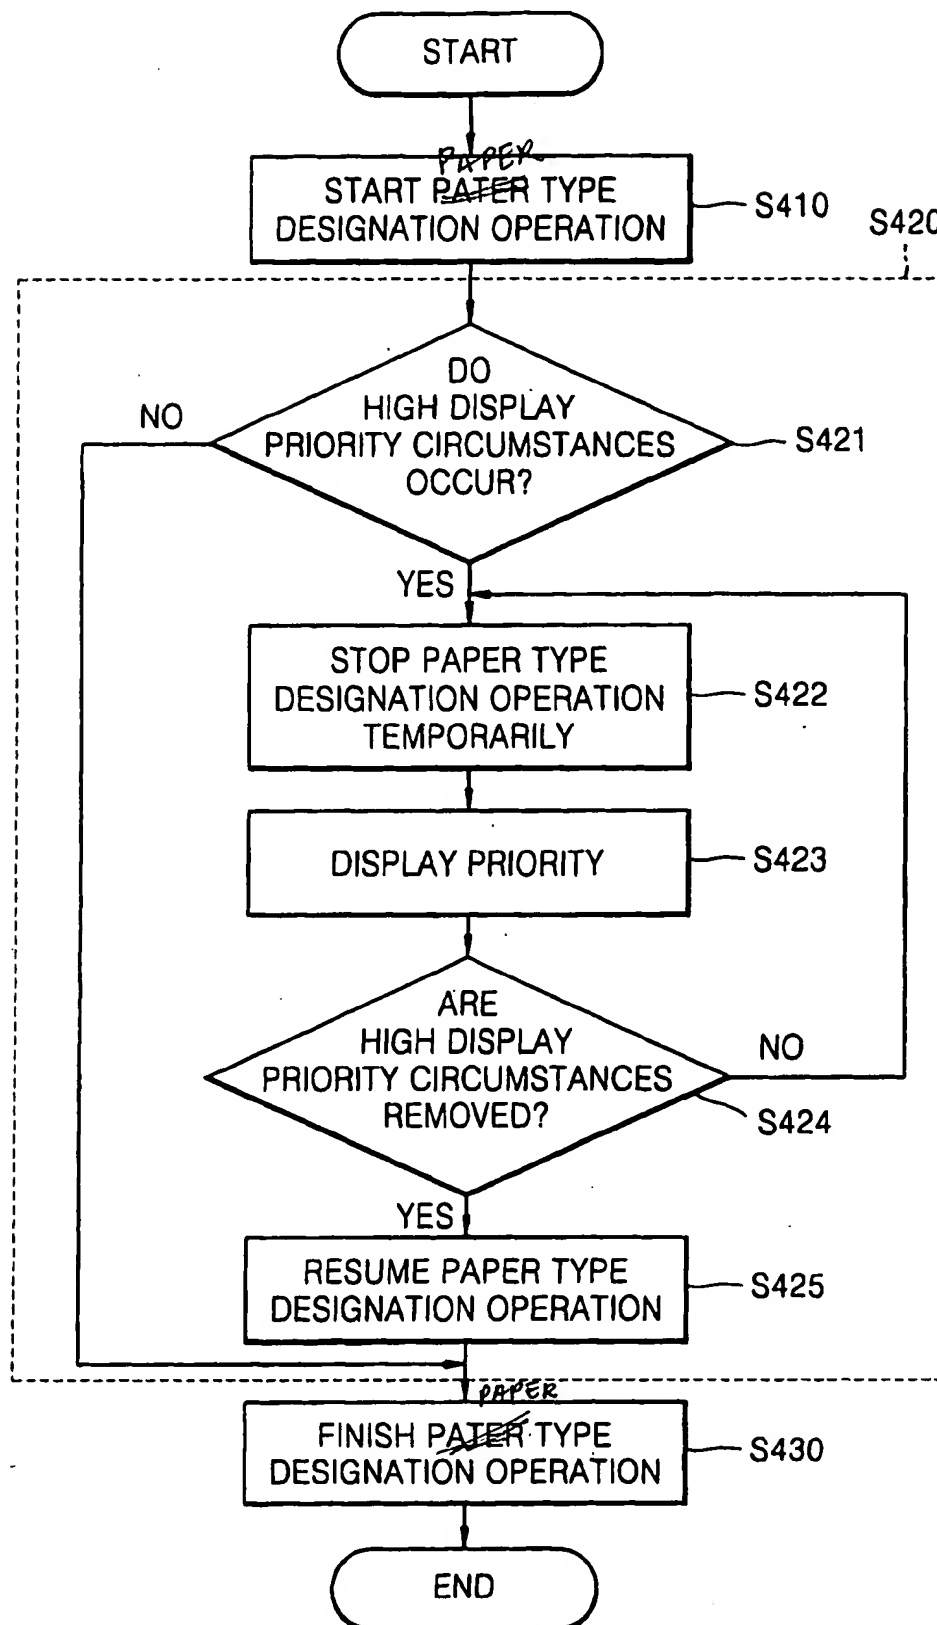 START
PAPER
START PATER TYPE
DESIGNATION OPERATION
S410
S420
DO
HIGH DISPLAY
PRIORITY CIRCUMSTANCES
OCCUR?
NO
S421
YES
STOP PAPER TYPE
DESIGNATION OPERATION
TEMPORARILY
S422
DISPLAY PRIORITY
S423
ARE
HIGH DISPLAY
PRIORITY CIRCUMSTANCES
REMOVED?
NO
S424
YES
RESUME PAPER TYPE
DESIGNATION OPERATION
S425
PAPER
FINISH PATER TYPE
DESIGNATION OPERATION
S430
END